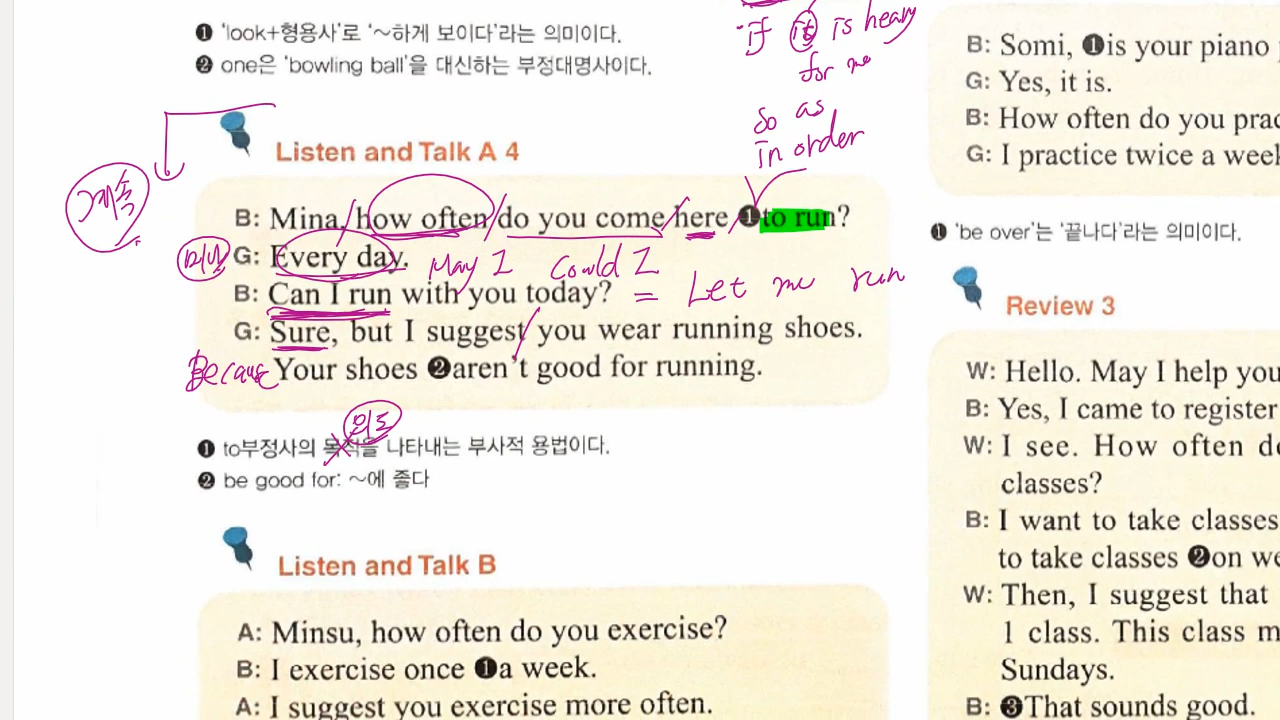 ❶ 'look+형용사'로 '~하게 보이다'라는 의미이다.
❷ one은 'bowling ball'을 대신하는 부정대명사이다.
if it is heavy
for me
so as
in order
Listen and Talk A 4
계속
B: Mina, how often do you come here ❶to run?
미나
G: Every day.
May I Could I
B: Can I run with you today?
= Let me run
G: Sure, but I suggest you wear running shoes.
Because
Your shoes ❷aren't good for running.
의도
❶ to부정사의 목적을 나타내는 부사적 용법이다.
❷ be good for: ~에 좋다
Listen and Talk B
A: Minsu, how often do you exercise?
B: I exercise once ❶a week.
A: I suggest you exercise more often.
B: Somi, ❶is your piano
G: Yes, it is.
B: How often do you prac
G: I practice twice a week
❶ 'be over'는 '끝나다'라는 의미이다.
Review 3
W: Hello. May I help you
B: Yes, I came to register
W: I see. How often do
classes?
B: I want to take classes
to take classes ❷on we
W: Then, I suggest that
1 class. This class m
Sundays.
B: ❸That sounds good.